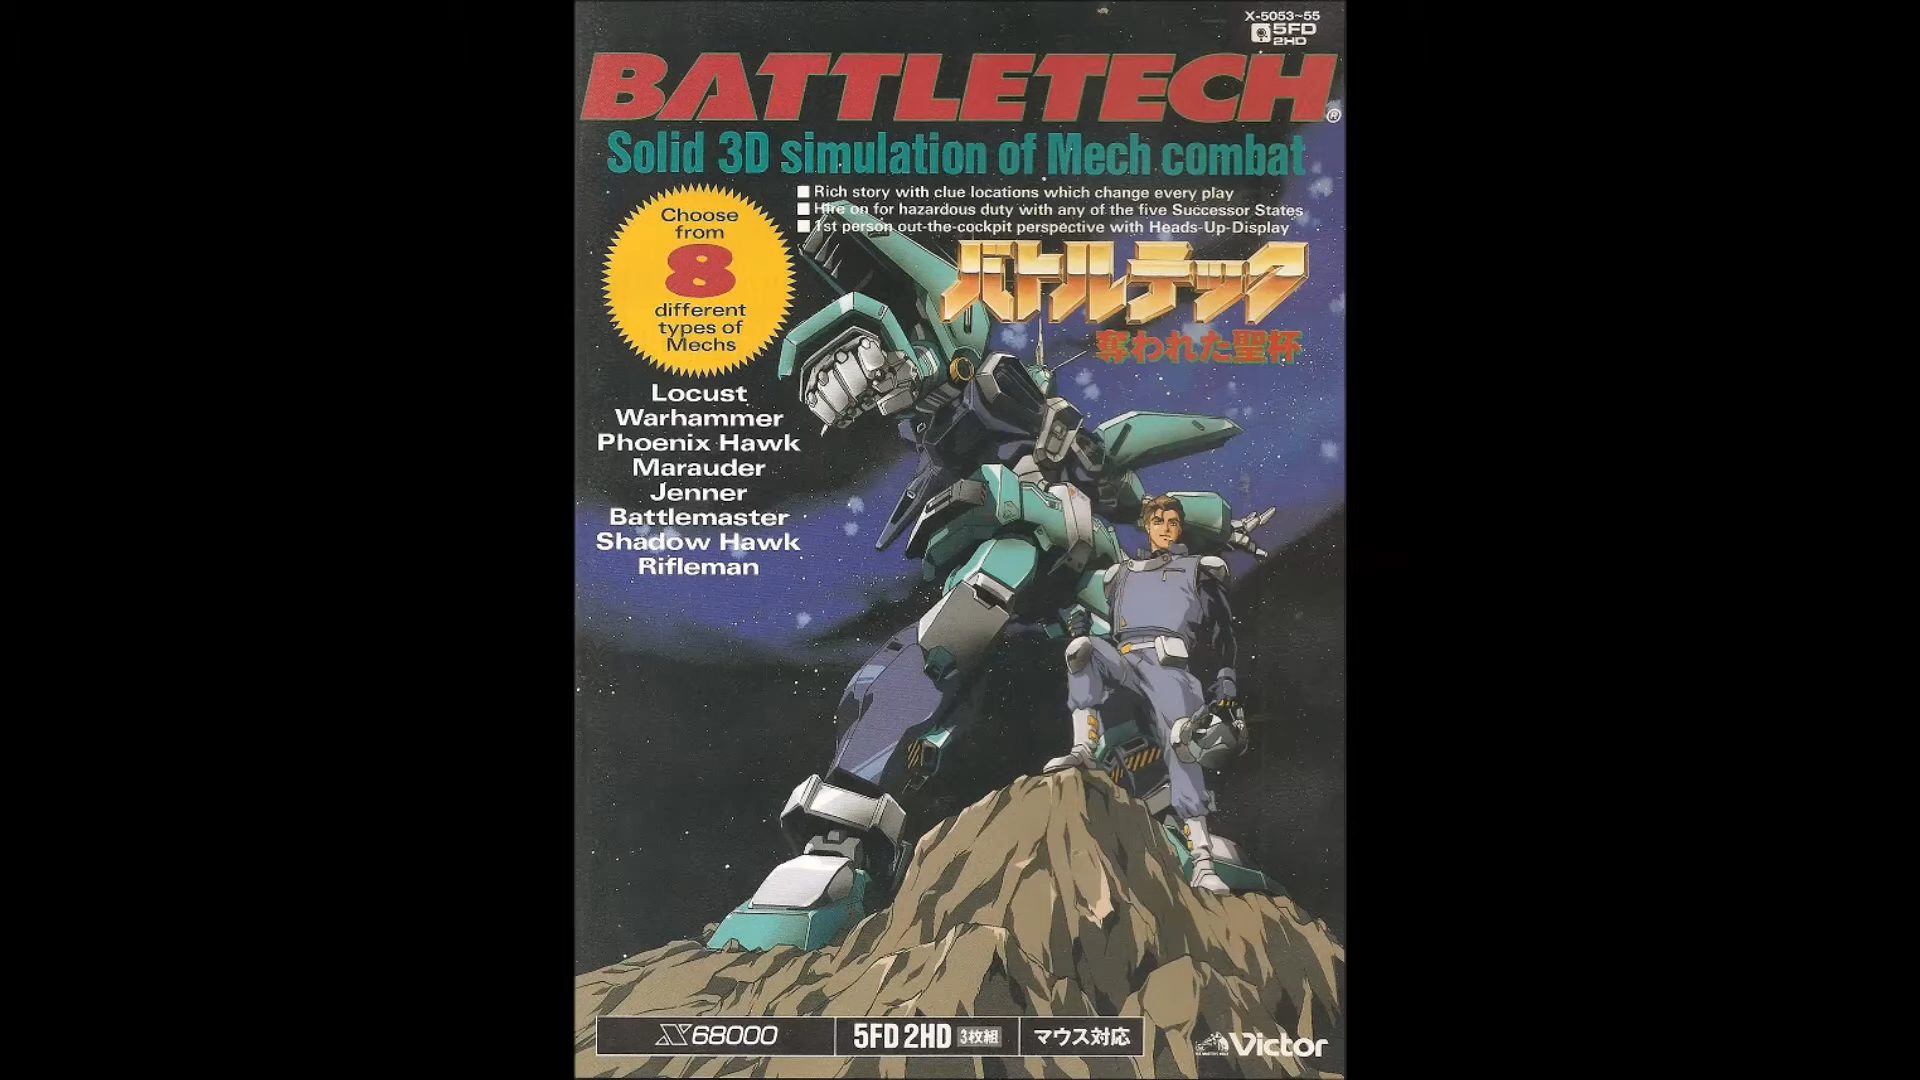 X-5053~55
5FD
2HD
BATTLETECH®
Solid 3D simulation of Mech combat
■ Rich story with clue locations which change every play
■ Hire on for hazardous duty with any of the five Successor States
■ 1st person out-the-cockpit perspective with Heads-Up-Display
Choose
from
8
different
types of
Mechs
バトルテック
奪われた聖杯
Locust
Warhammer
Phoenix Hawk
Marauder
Jenner
Battlemaster
Shadow Hawk
Rifleman
X68000
5FD 2HD 3枚組
マウス対応
Victor